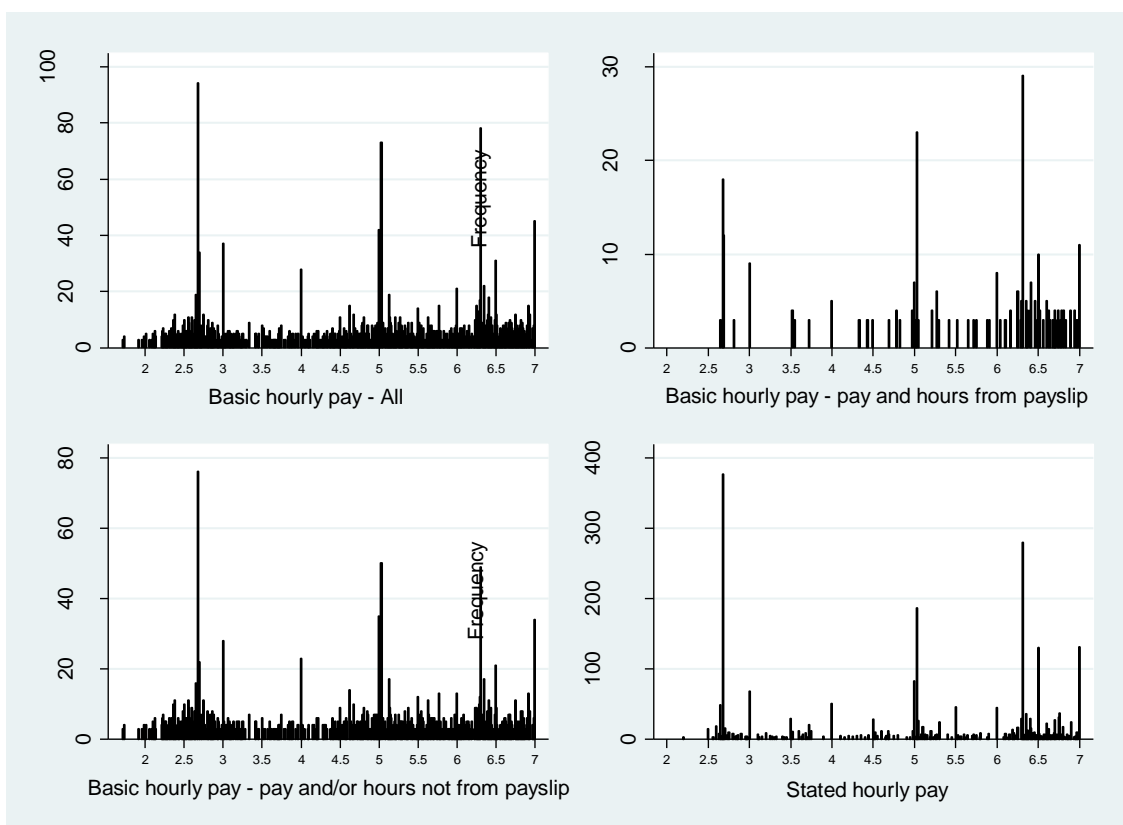 100
80
60
40
20
0
Frequency
2 2.5 3 3.5 4 4.5 5 5.5 6 6.5 7
Basic hourly pay - All
30
20
10
0
2 2.5 3 3.5 4 4.5 5 5.5 6 6.5 7
Basic hourly pay - pay and hours from payslip
80
60
40
20
0
Frequency
2 2.5 3 3.5 4 4.5 5 5.5 6 6.5 7
Basic hourly pay - pay and/or hours not from payslip
400
300
200
100
0
2 2.5 3 3.5 4 4.5 5 5.5 6 6.5 7
Stated hourly pay